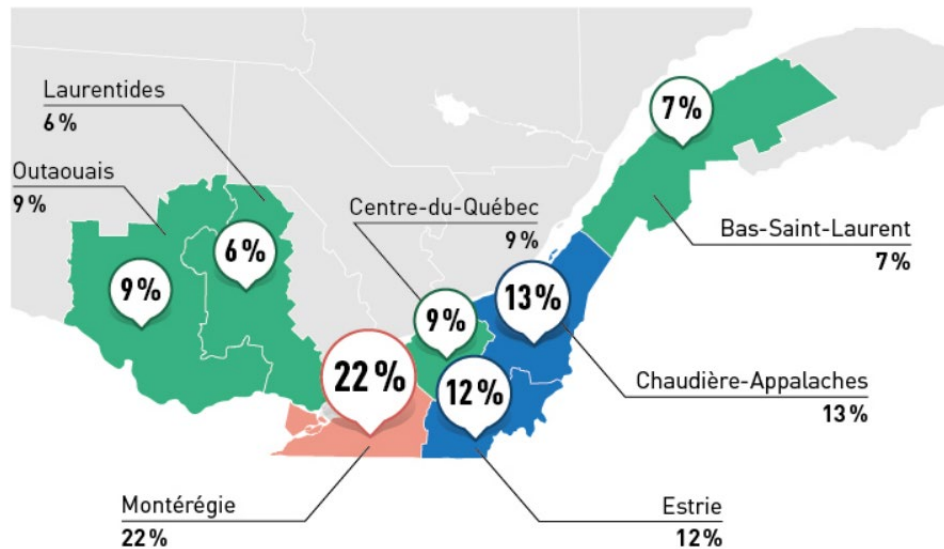 Laurentides
6 %
Outaouais
9 %
7 %
Centre-du-Québec
9 %
Bas-Saint-Laurent
7 %
6 %
9 %
13 %
9 %
22 %
12 %
Chaudière-Appalaches
13 %
Montérégie
22 %
Estrie
12 %